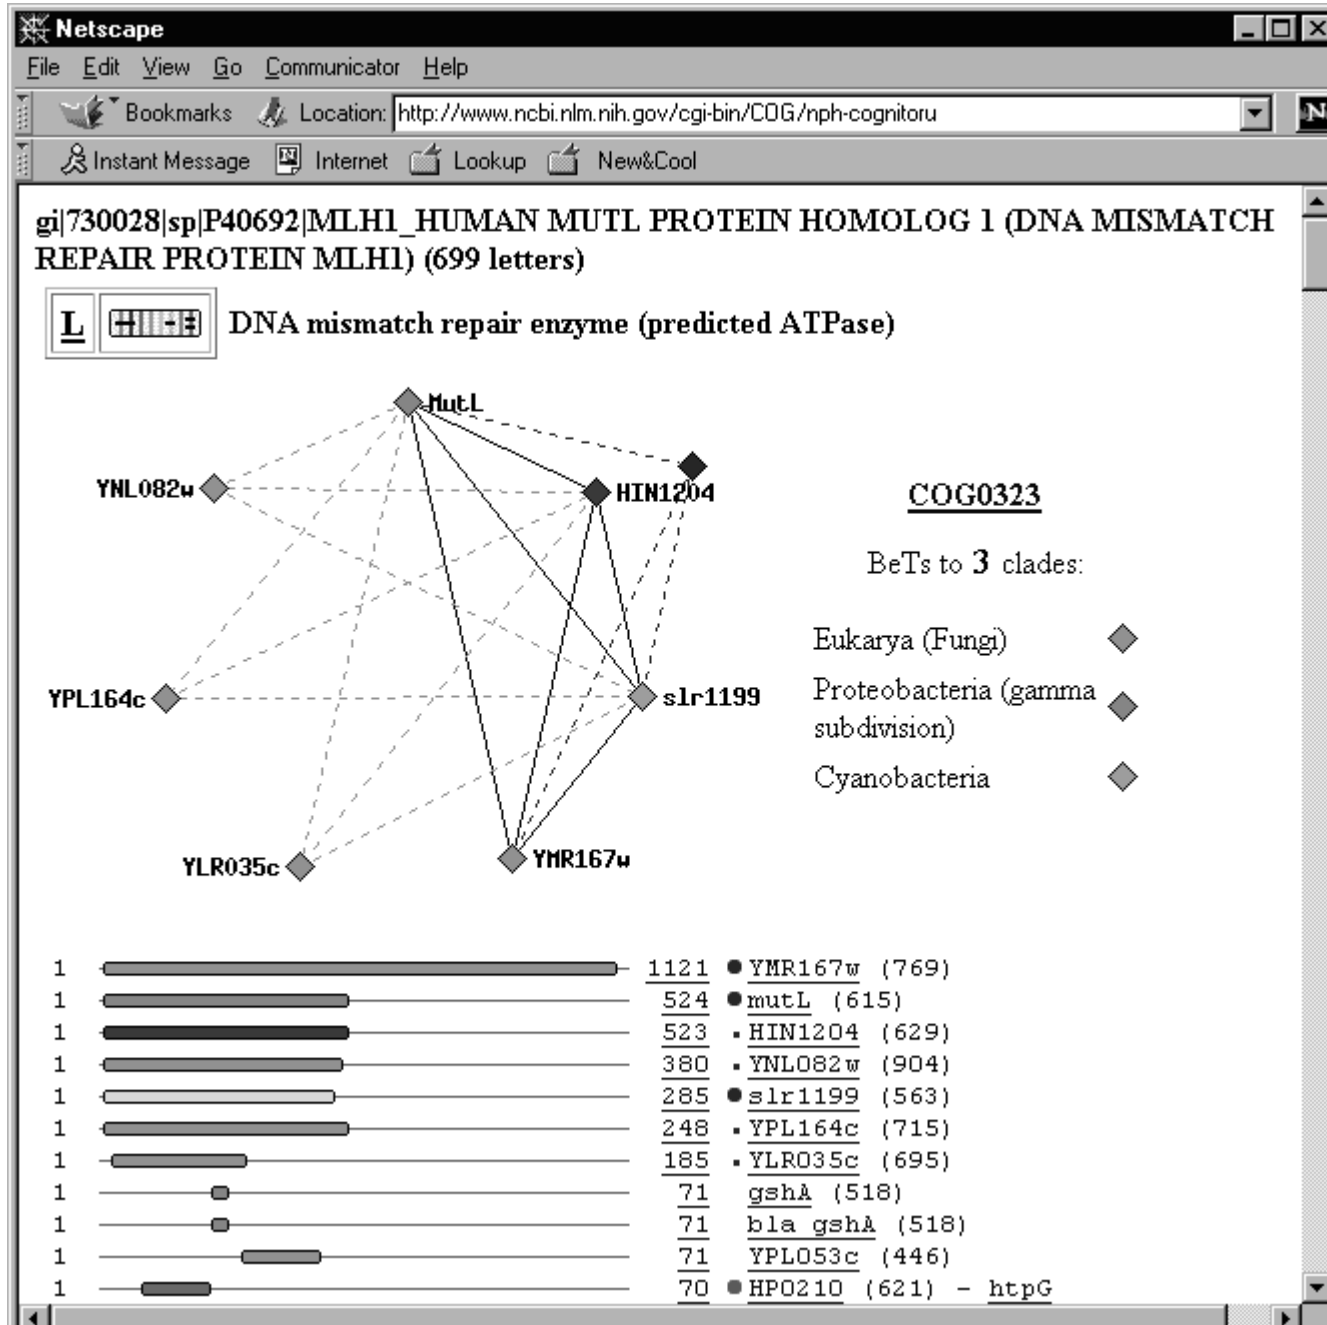 Netscape
File Edit View Go Communicator Help
Bookmarks Location: http://www.ncbi.nlm.nih.gov/cgi-bin/COG/nph-cognitoru N
Instant Message Internet Lookup New&Cool
gi|730028|sp|P40692|MLH1_HUMAN MUTL PROTEIN HOMOLOG 1 (DNA MISMATCH
REPAIR PROTEIN MLH1) (699 letters)
L DNA mismatch repair enzyme (predicted ATPase)
MutL
YNL082w
HIN1204
COG0323
BeTs to 3 clades:
Eukarya (Fungi)
YPL164c
slr1199
Proteobacteria (gamma
subdivision)
Cyanobacteria
YLR035c
YMR167w
1 1121 YMR167w (769)
1 524 mutL (615)
1 523 HIN1204 (629)
1 380 YNL082w (904)
1 285 slr1199 (563)
1 248 YPL164c (715)
1 185 YLR035c (695)
1 71 gshA (518)
1 71 bla gshA (518)
1 71 YPL053c (446)
1 70 HP0210 (621) - htpG